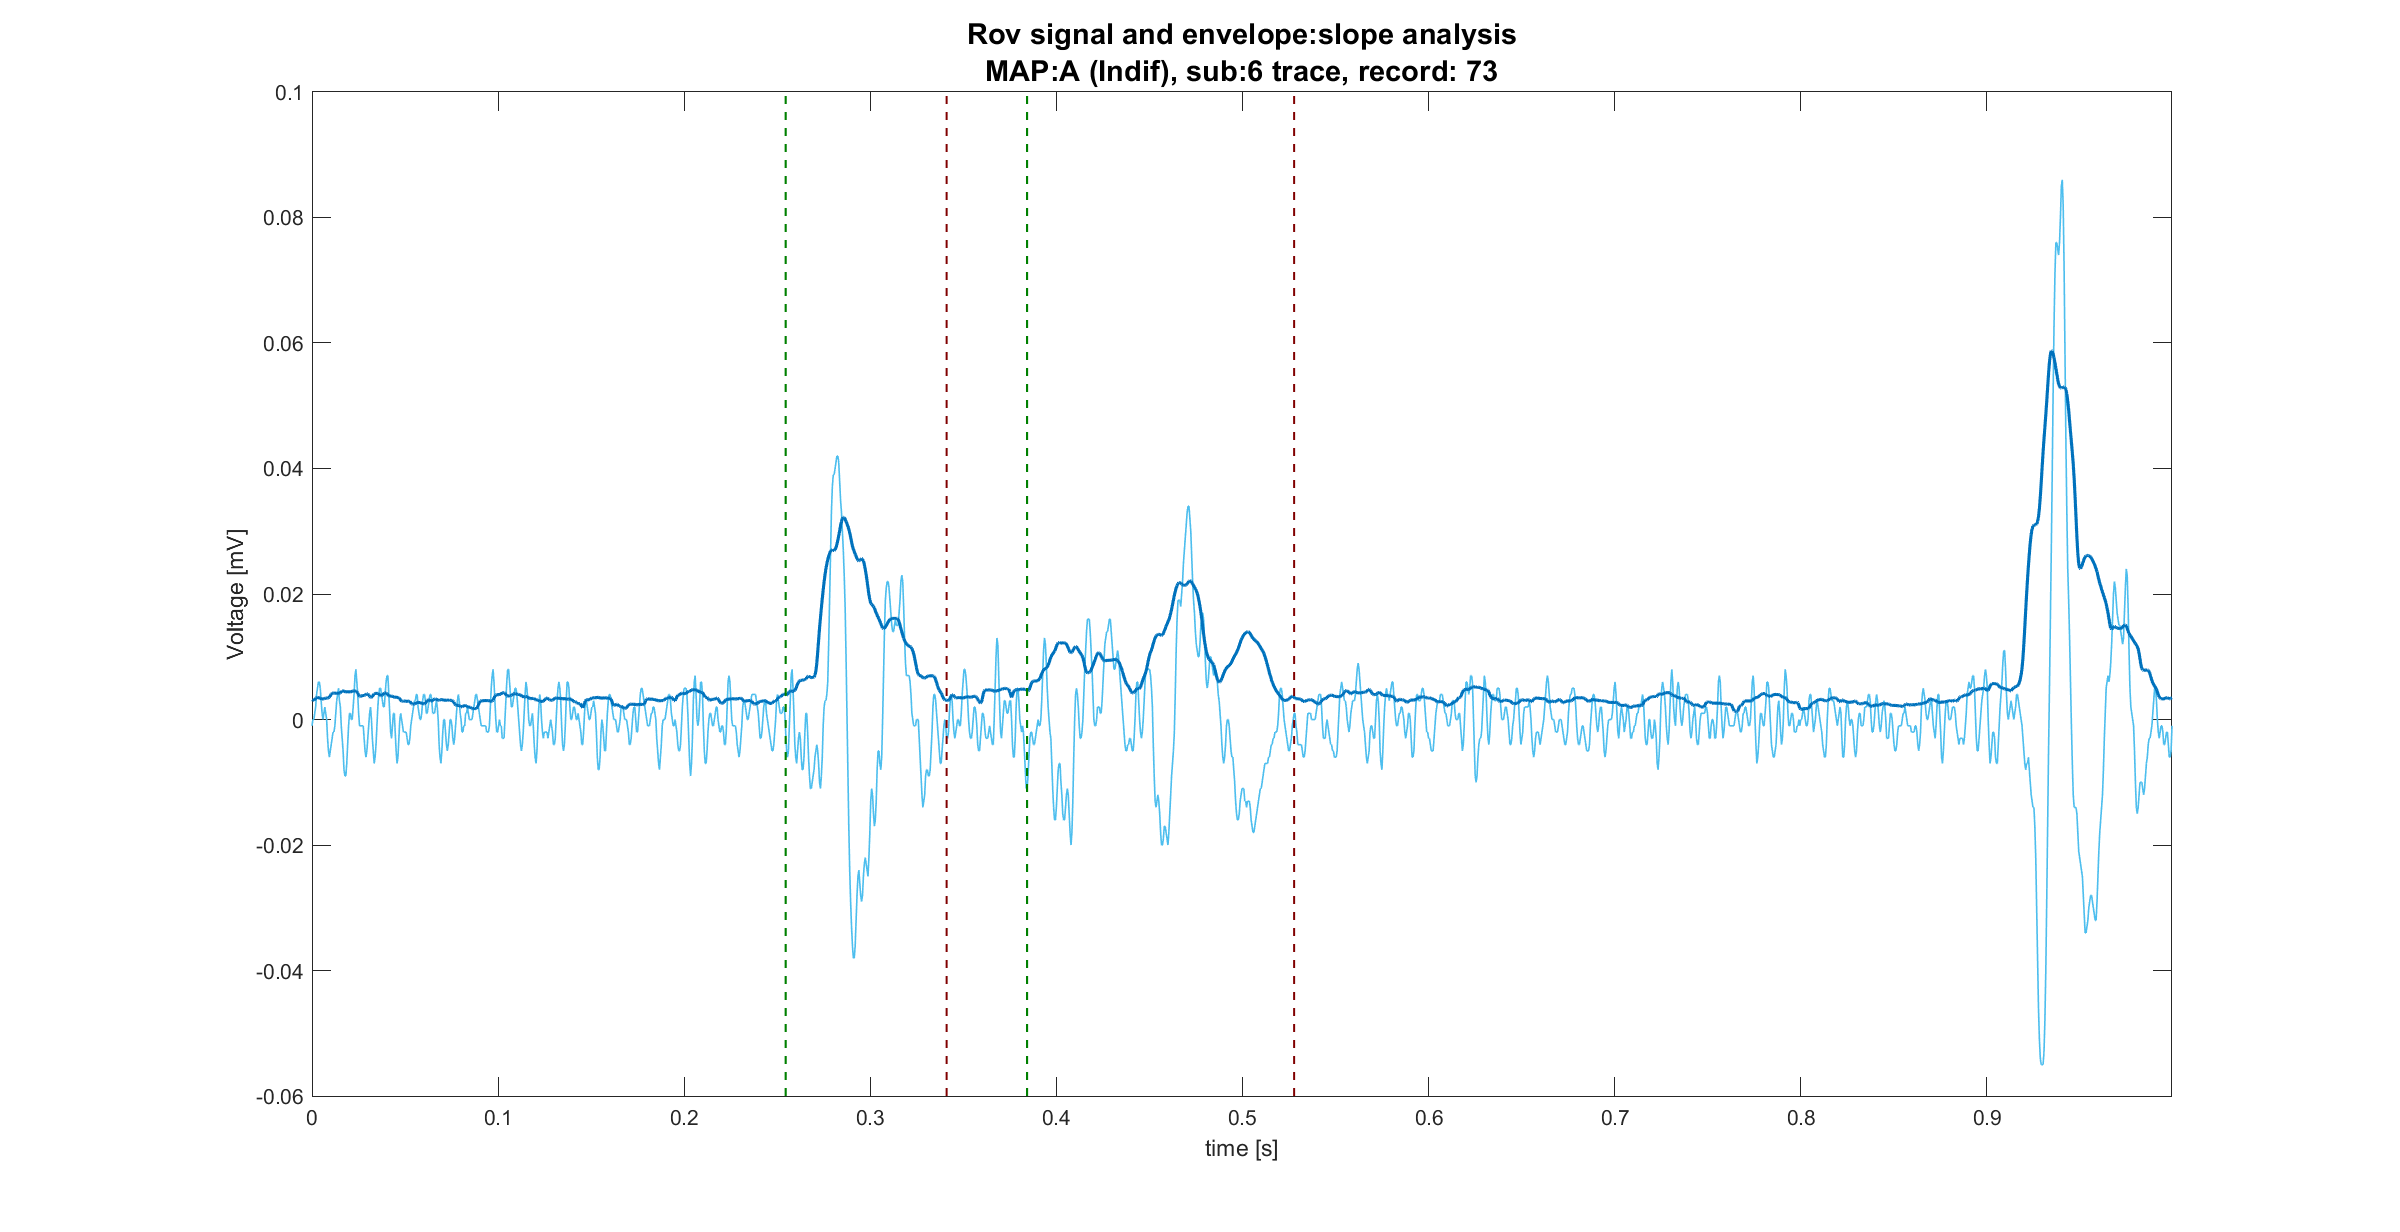 Rov signal and envelope:slope analysis
MAP:A (Indif), sub:6 trace, record: 73
0.1
0.08
0.06
0.04
0.02
0
-0.02
-0.04
-0.06
Voltage [mV]
0 0.1 0.2 0.3 0.4 0.5 0.6 0.7 0.8 0.9
time [s]